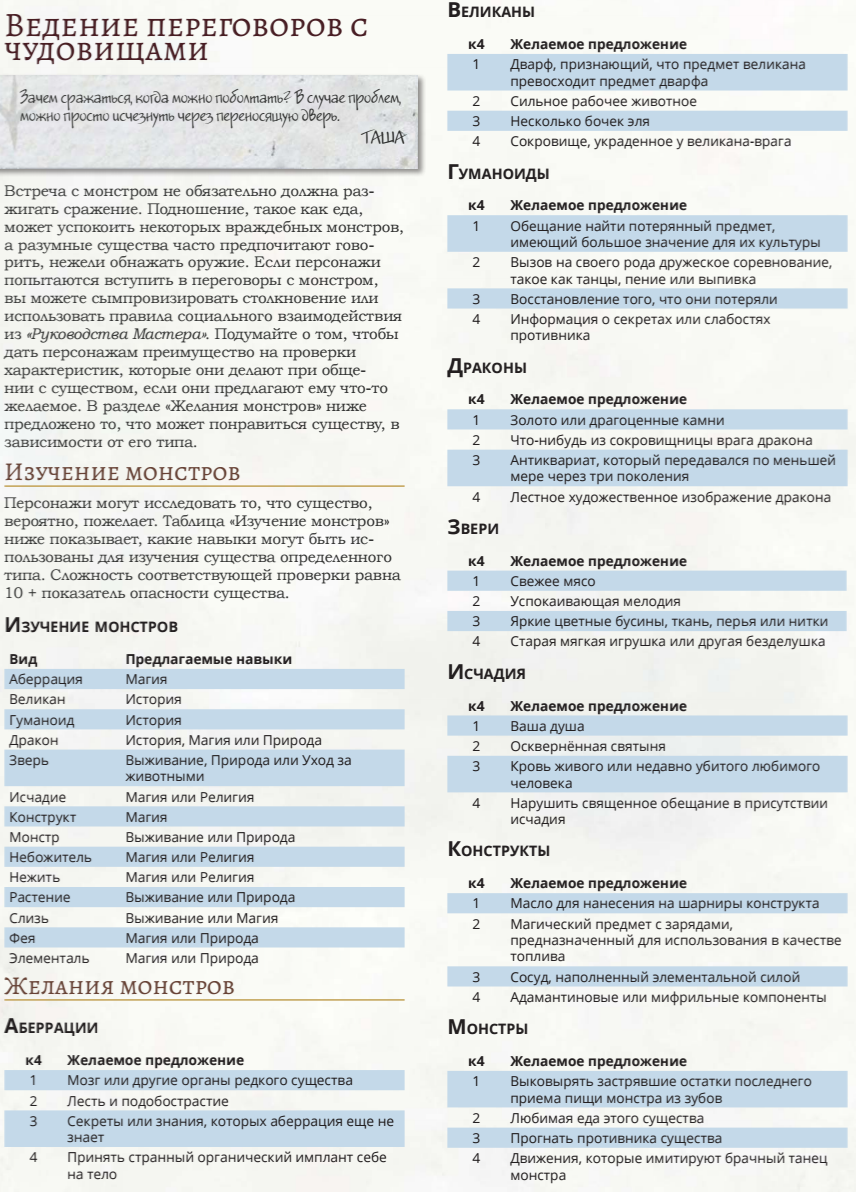 Ведение переговоров с
чудовищами
Зачем сражаться, когда можно поболтать? В случае проблем,
можно просто исчезнуть через переносящую дверь.
ТАША
Встреча с монстром не обязательно должна раз-
жигать сражение. Подношение, такое как еда,
может успокоить некоторых враждебных монстров,
а разумные существа часто предпочитают гово-
рить, нежели обнажать оружие. Если персонажи
попытаются вступить в переговоры с монстром,
вы можете сымпровизировать столкновение или
использовать правила социального взаимодействия
из «Руководства Мастера». Подумайте о том, чтобы
дать персонажам преимущество на проверки
характеристик, которые они делают при обще-
нии с существом, если они предлагают ему что-то
желаемое. В разделе «Желания монстров» ниже
предложено то, что может понравиться существу, в
зависимости от его типа.
Изучение монстров
Персонажи могут исследовать то, что существо,
вероятно, пожелает. Таблица «Изучение монстров»
ниже показывает, какие навыки могут быть ис-
пользованы для изучения существа определенного
типа. Сложность соответствующей проверки равна
10 + показатель опасности существа.
Изучение монстров
Вид Предлагаемые навыки
Аберрация Магия
Великан История
Гуманоид История
Дракон История, Магия или Природа
Зверь Выживание, Природа или Уход за
животными
Исчадие Магия или Религия
Конструкт Магия
Монстр Выживание или Природа
Небожитель Магия или Религия
Нежить Магия или Религия
Растение Выживание или Природа
Слизь Выживание или Магия
Фея Магия или Природа
Элементаль Магия или Природа
Желания монстров
Аберрации
к4 Желаемое предложение
1 Мозг или другие органы редкого существа
2 Лесть и подобострастие
3 Секреты или знания, которых аберрация еще не
знает
4 Принять странный органический имплант себе
на тело
Великаны
к4 Желаемое предложение
1 Дварф, признающий, что предмет великана
превосходит предмет дварфа
2 Сильное рабочее животное
3 Несколько бочек эля
4 Сокровище, украденное у великана-врага
Гуманоиды
к4 Желаемое предложение
1 Обещание найти потерянный предмет,
имеющий большое значение для их культуры
2 Вызов на своего рода дружеское соревнование,
такое как танцы, пение или выпивка
3 Восстановление того, что они потеряли
4 Информация о секретах или слабостях
противника
Драконы
к4 Желаемое предложение
1 Золото или драгоценные камни
2 Что-нибудь из сокровищницы врага дракона
3 Антиквариат, который передавался по меньшей
мере через три поколения
4 Лестное художественное изображение дракона
Звери
к4 Желаемое предложение
1 Свежее мясо
2 Успокаивающая мелодия
3 Яркие цветные бусины, ткань, перья или нитки
4 Старая мягкая игрушка или другая безделушка
Исчадия
к4 Желаемое предложение
1 Ваша душа
2 Осквернённая святыня
3 Кровь живого или недавно убитого любимого
человека
4 Нарушить священное обещание в присутствии
исчадия
Конструкты
к4 Желаемое предложение
1 Масло для нанесения на шарниры конструкта
2 Магический предмет с зарядами,
предназначенный для использования в качестве
топлива
3 Сосуд, наполненный элементальной силой
4 Адамантиновые или мифрильные компоненты
Монстры
к4 Желаемое предложение
1 Выковырять застрявшие остатки последнего
приема пищи монстра из зубов
2 Любимая еда этого существа
3 Прогнать противника существа
4 Движения, которые имитируют брачный танец
монстра